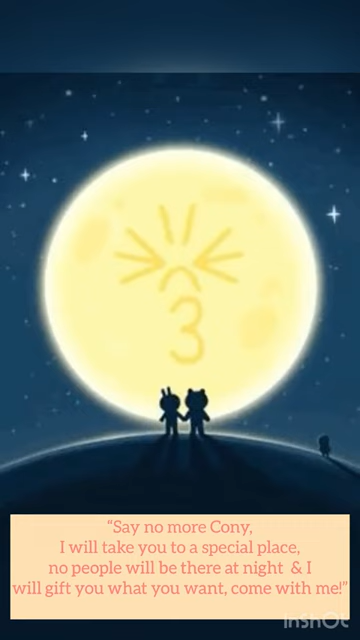 “Say no more Cony,
I will take you to a special place,
no people will be there at night & I
will gift you what you want, come with me!”
InShOt